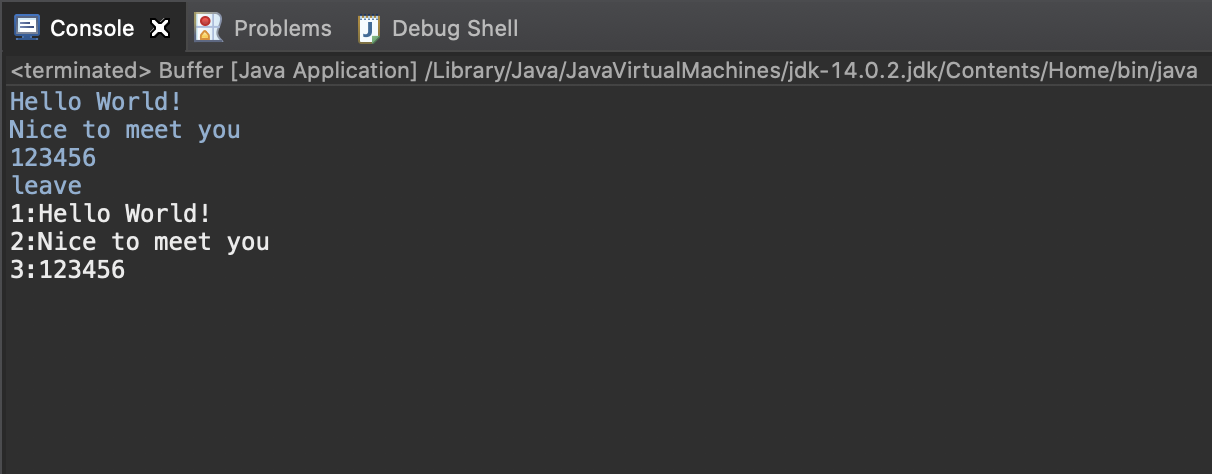 Console Problems Debug Shell
<terminated> Buffer [Java Application] /Library/Java/JavaVirtualMachines/jdk-14.0.2.jdk/Contents/Home/bin/java
Hello World!
Nice to meet you
123456
leave
1:Hello World!
2:Nice to meet you
3:123456